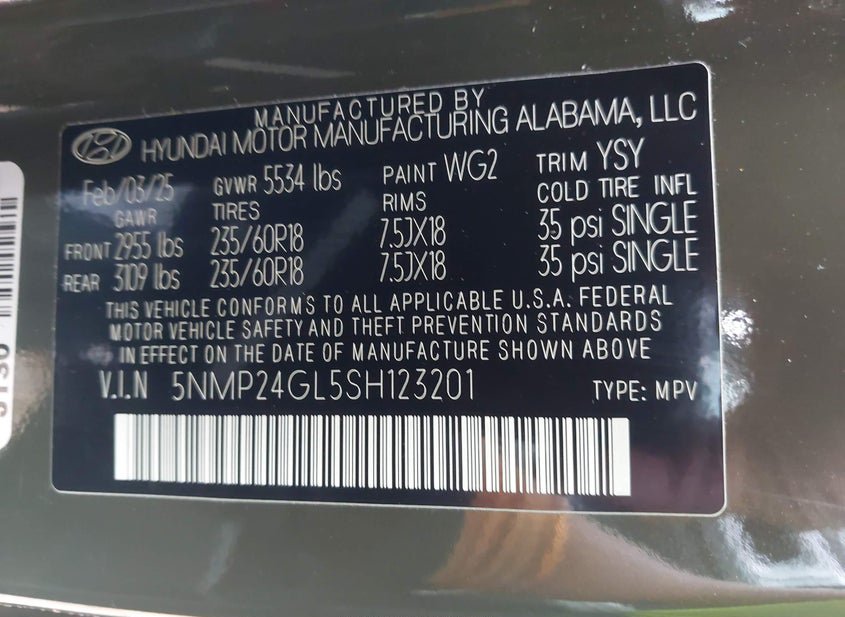 MANUFACTURED BY
HYUNDAI MOTOR MANUFACTURING ALABAMA, LLC
Feb/03/25 GVWR 5534 lbs PAINT WG2 TRIM YSY
GAWR TIRES RIMS COLD TIRE INFL
FRONT 2955 lbs 235/60R18 7.5JX18 35 psi SINGLE
REAR 3109 lbs 235/60R18 7.5JX18 35 psi SINGLE
THIS VEHICLE CONFORMS TO ALL APPLICABLE U.S.A. FEDERAL
MOTOR VEHICLE SAFETY AND THEFT PREVENTION STANDARDS
IN EFFECT ON THE DATE OF MANUFACTURE SHOWN ABOVE
V.I.N 5NMP24GL5SH123201 TYPE: MPV